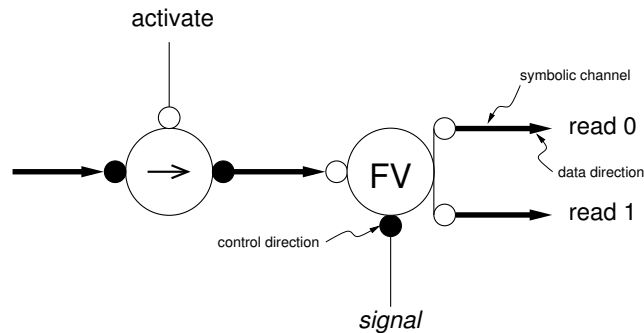 activate
symbolic channel
read 0
→
FV
data direction
read 1
control direction
signal